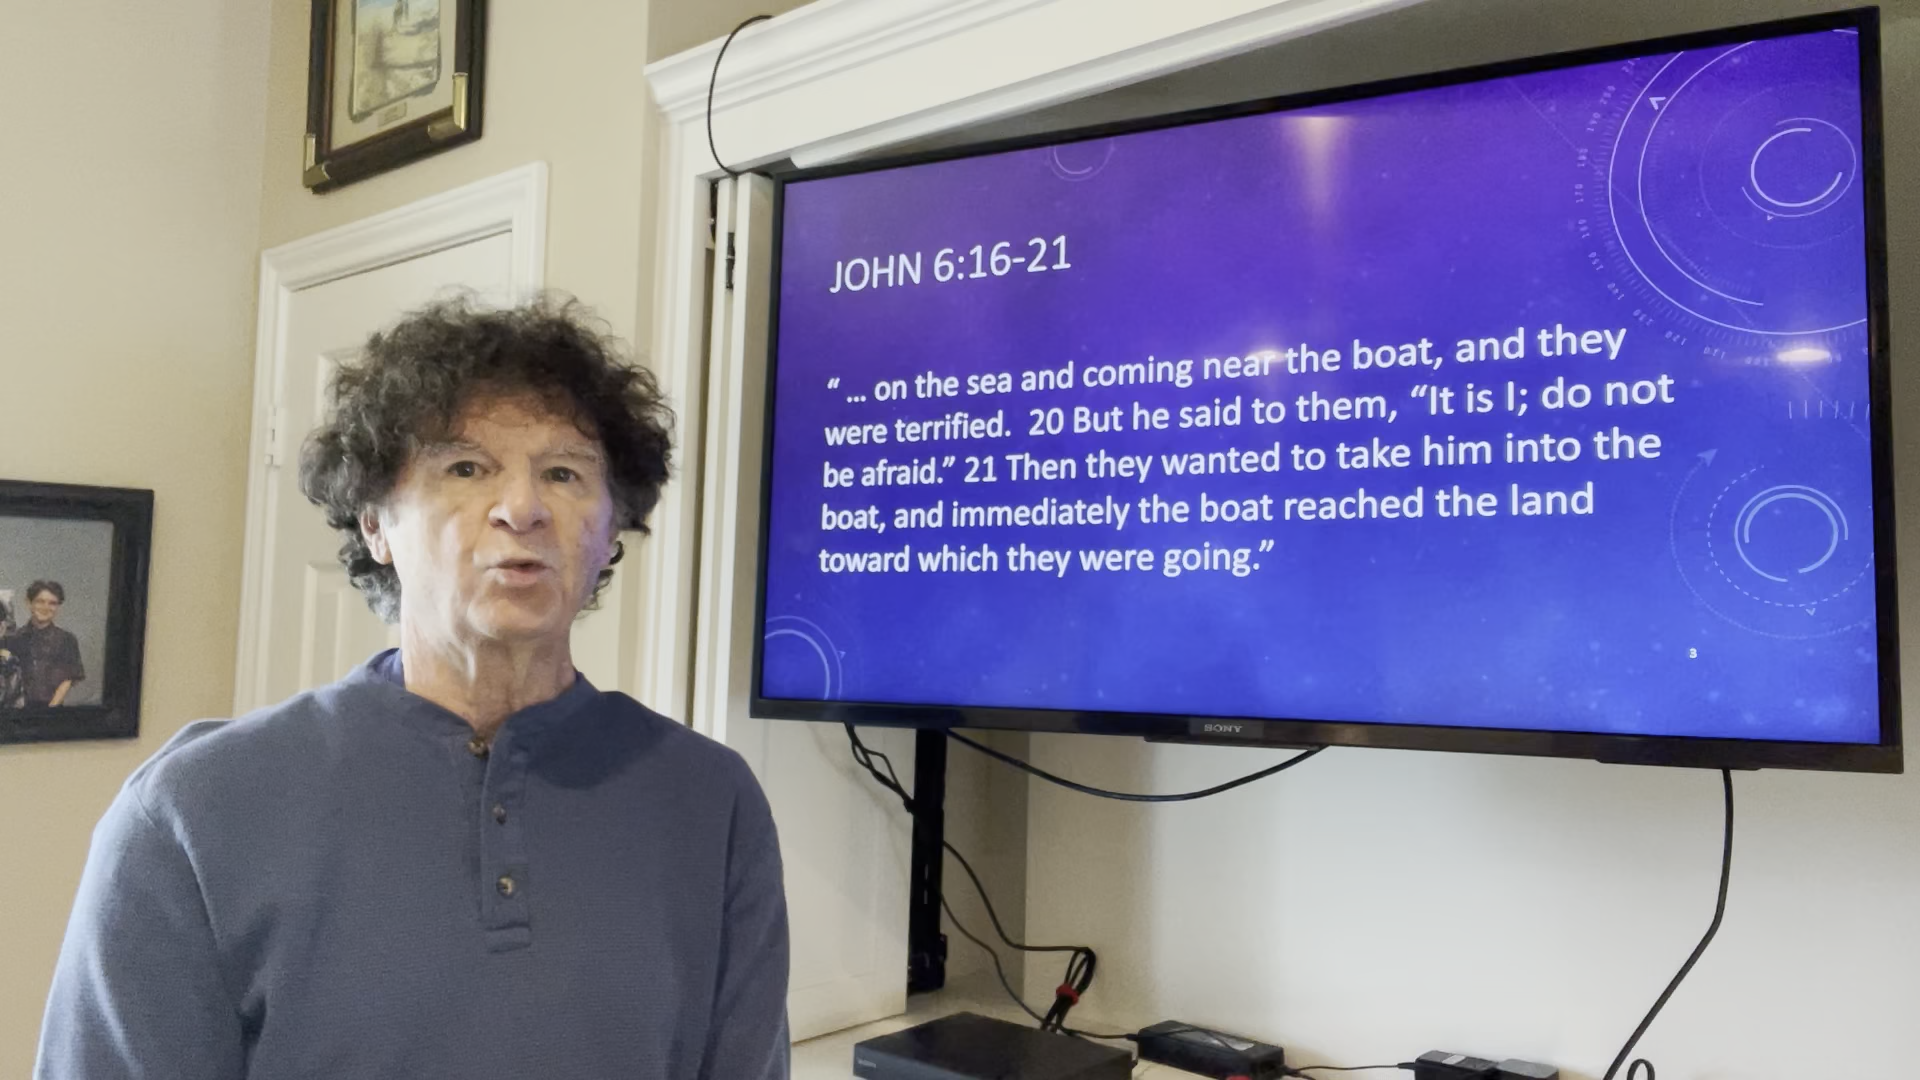 JOHN 6:16-21
“ ... on the sea and coming near the boat, and they
were terrified. 20 But he said to them, “It is I; do not
be afraid.” 21 Then they wanted to take him into the
boat, and immediately the boat reached the land
toward which they were going.”
3
SONY